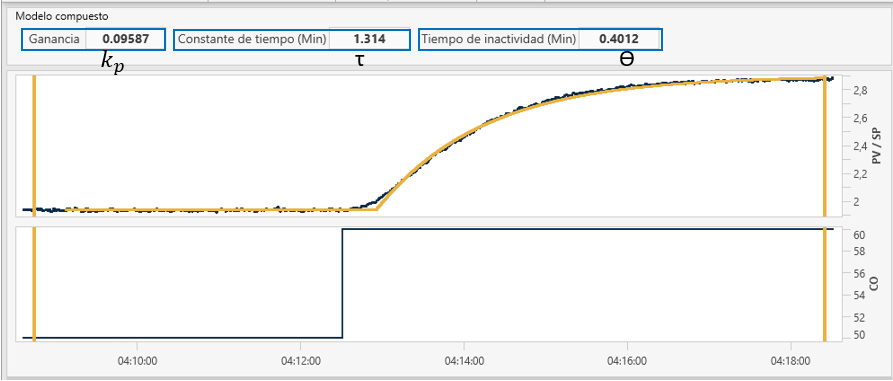 Modelo compuesto
Ganancia 0.09587 Constante de tiempo (Min) 1.314 Tiempo de inactividad (Min) 0.4012
kₚ τ Θ
2,8
2,6
2,4
2,2
2
PV / SP
60
58
56
54
52
50
CO
04:10:00 04:12:00 04:14:00 04:16:00 04:18:00